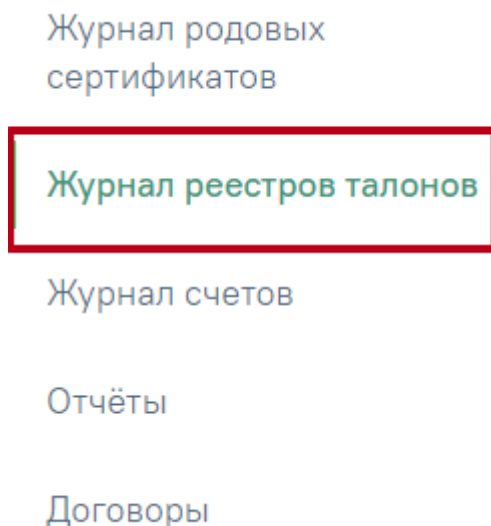 Журнал родовых
сертификатов
Журнал реестров талонов
Журнал счетов
Отчёты
Договоры